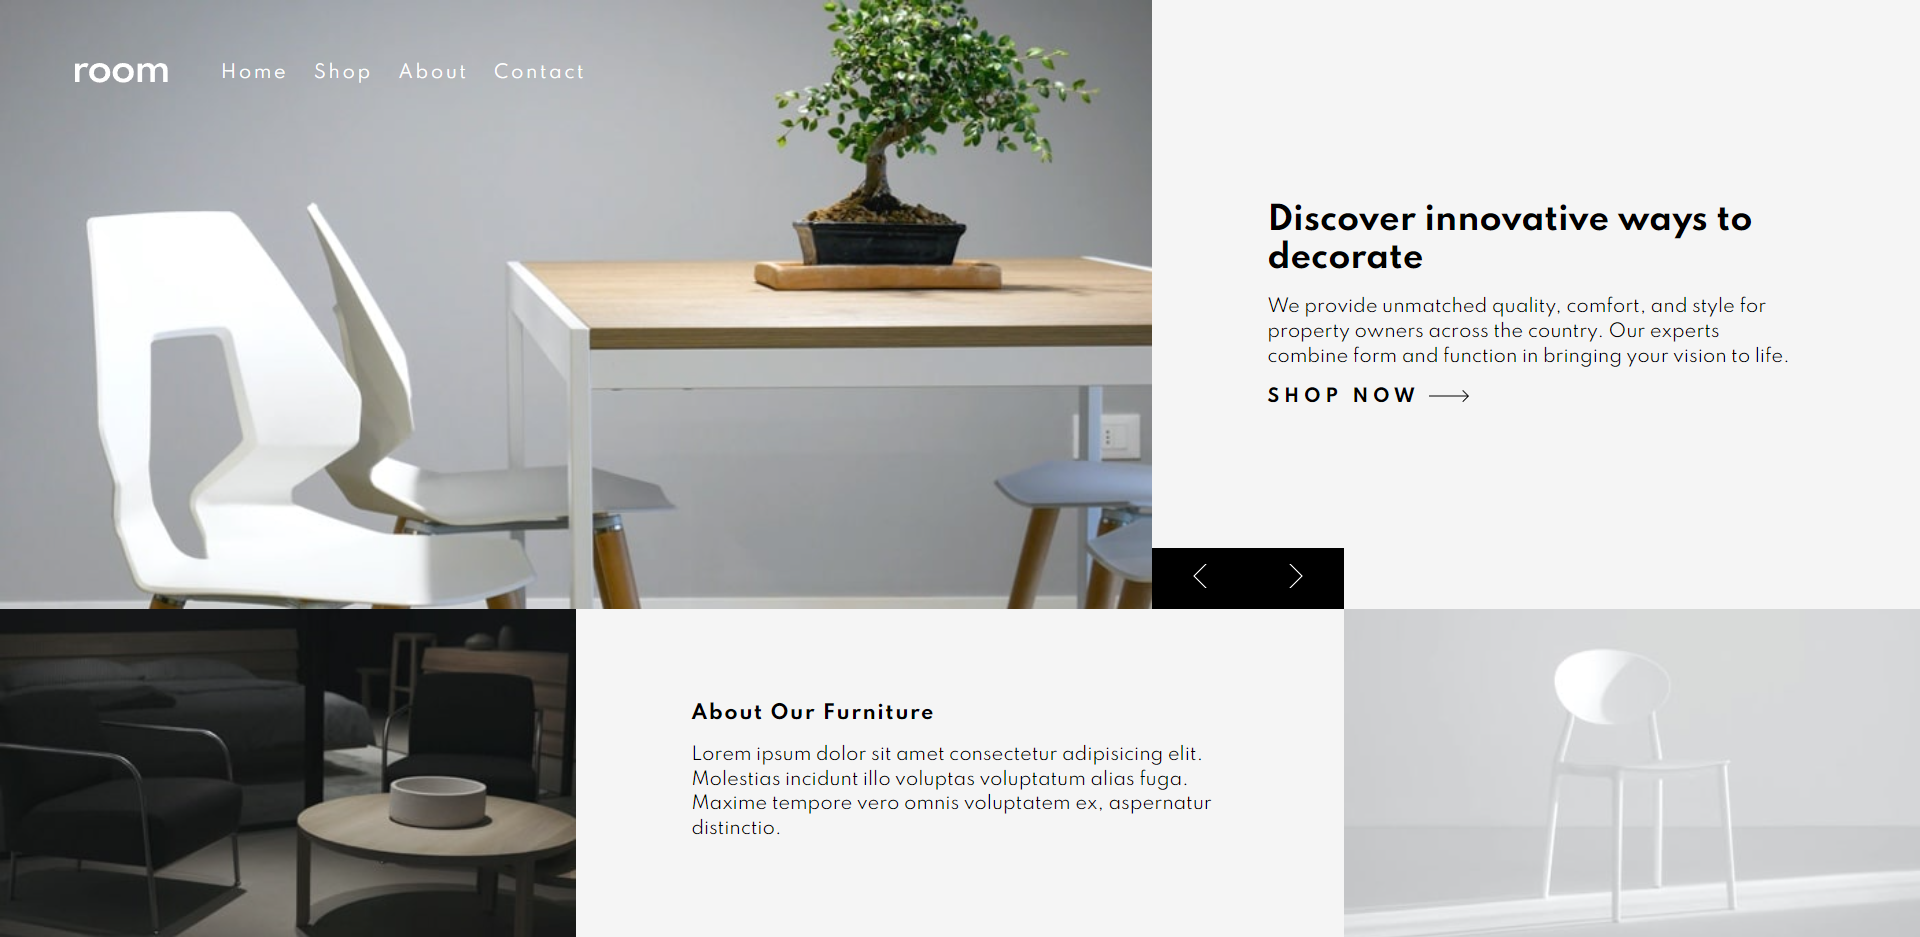 room Home Shop About Contact
Discover innovative ways to
decorate
We provide unmatched quality, comfort, and style for
property owners across the country. Our experts
combine form and function in bringing your vision to life.
SHOP NOW
About Our Furniture
Lorem ipsum dolor sit amet consectetur adipisicing elit.
Molestias incidunt illo voluptas voluptatum alias fuga.
Maxime tempore vero omnis voluptatem ex, aspernatur
distinctio.